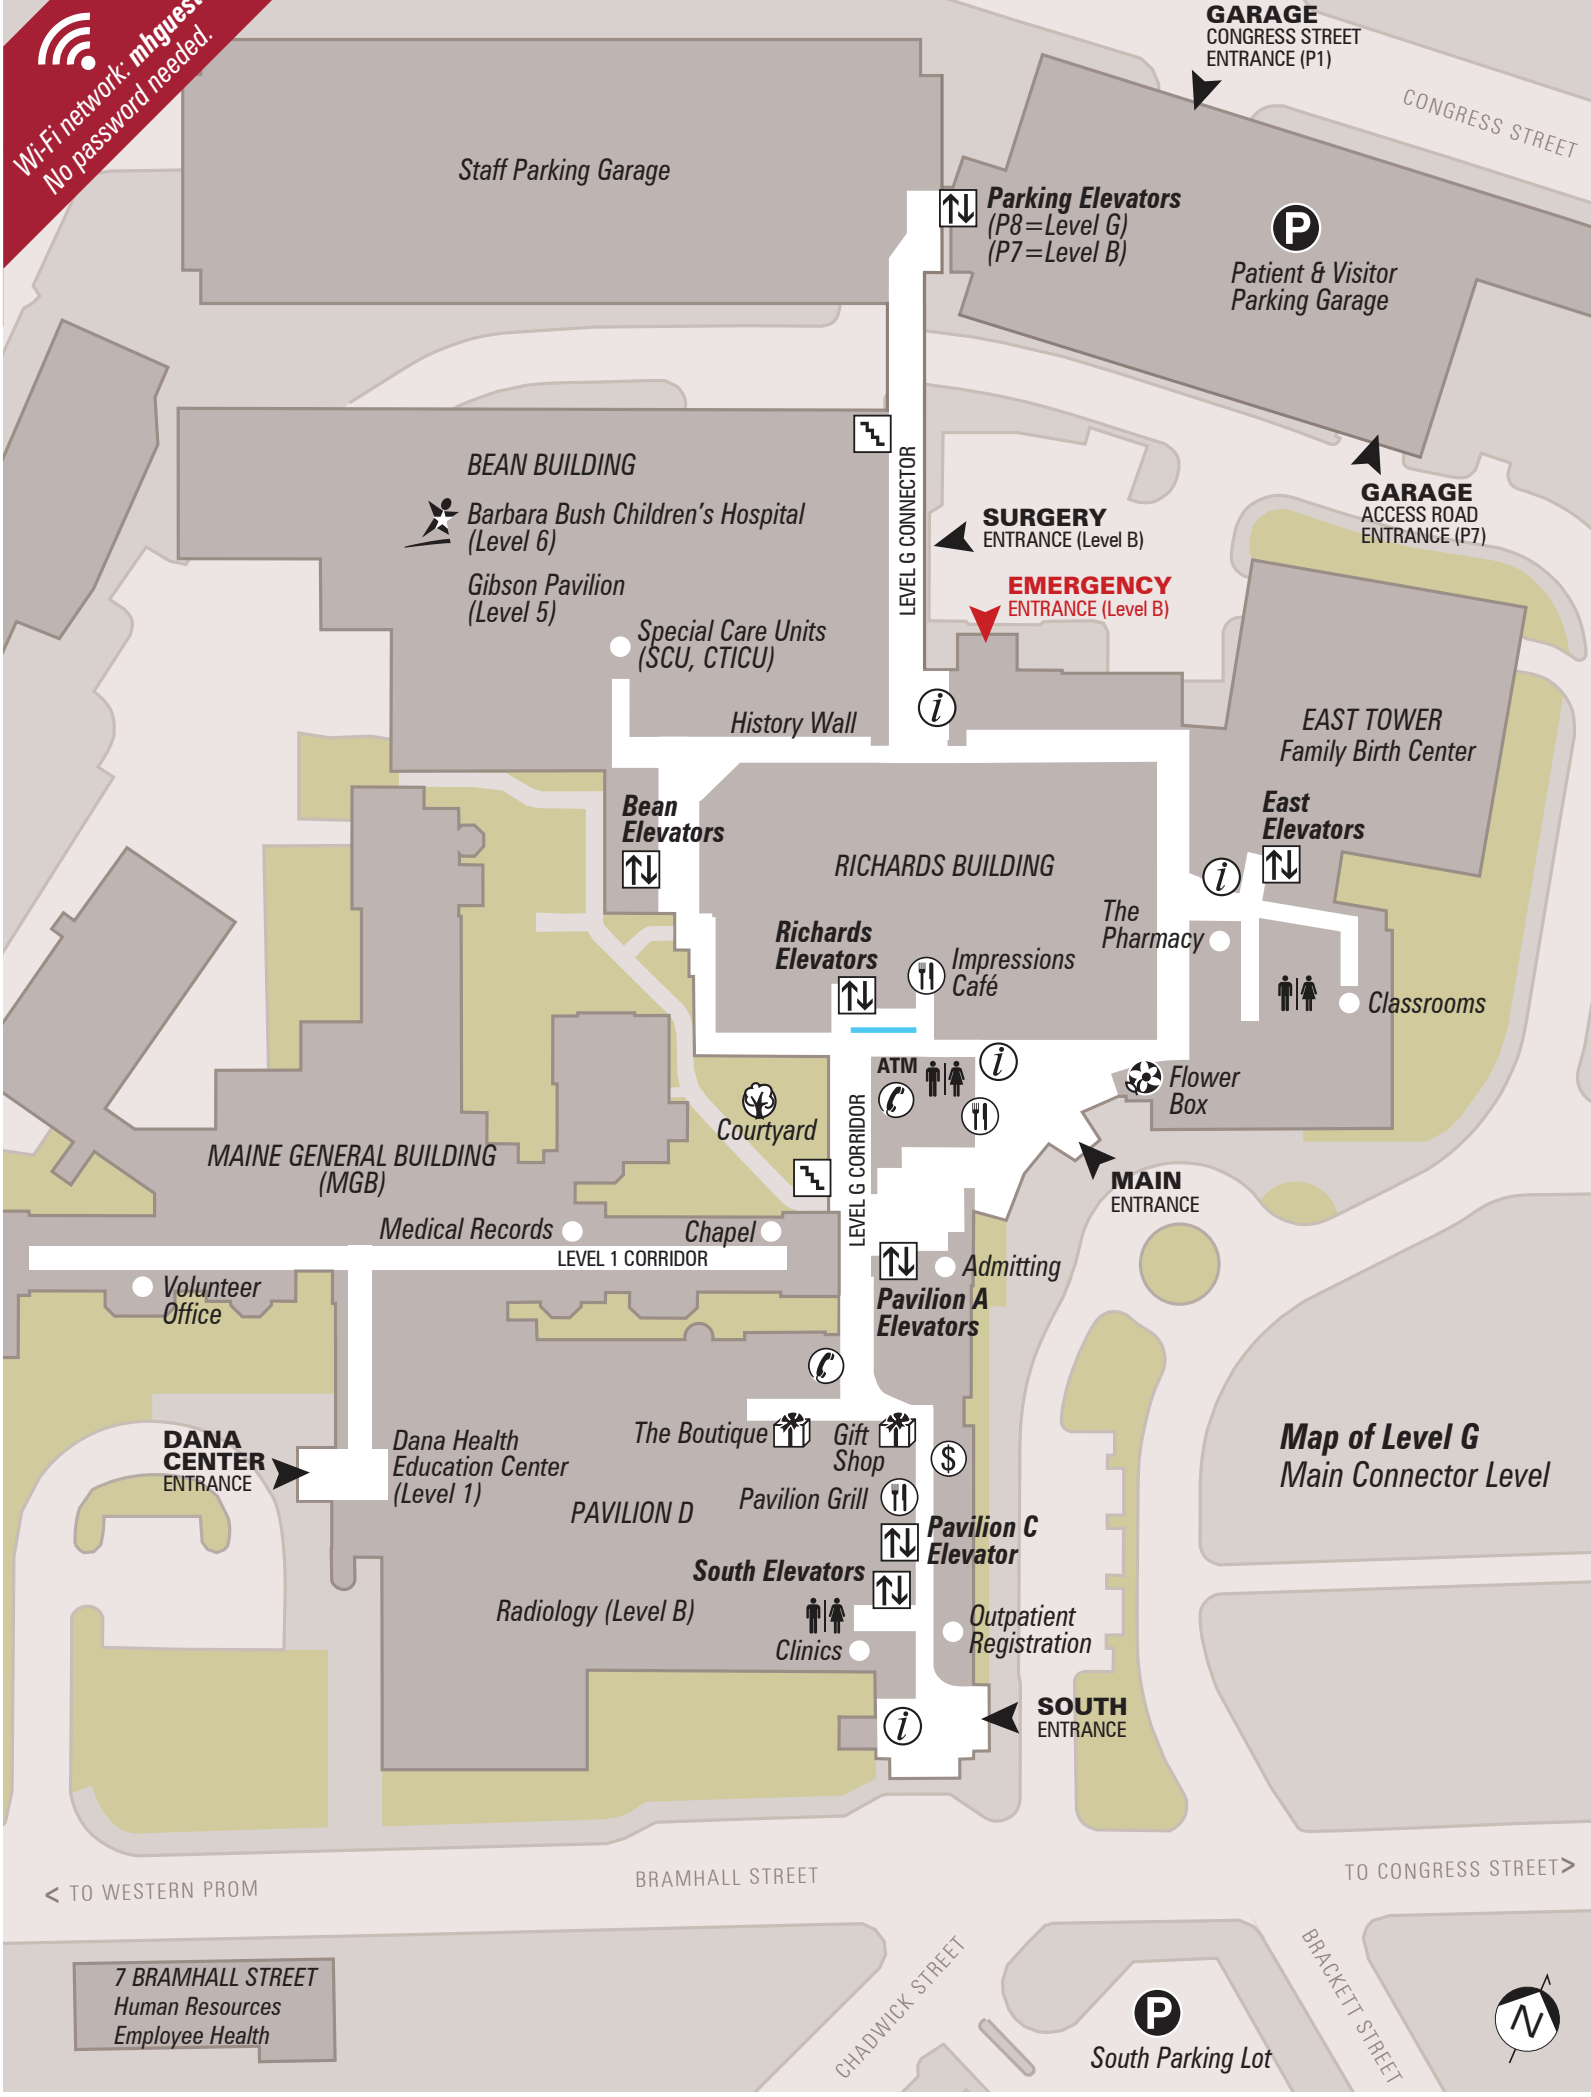 Wi-Fi network: mhguest
No password needed.
GARAGE
CONGRESS STREET
ENTRANCE (P1)
CONGRESS STREET
Staff Parking Garage
Parking Elevators
(P8=Level G)
(P7=Level B)
P
Patient & Visitor
Parking Garage
BEAN BUILDING
Barbara Bush Children's Hospital
(Level 6)
Gibson Pavilion
(Level 5)
Special Care Units
(SCU, CTICU)
LEVEL G CONNECTOR
SURGERY
ENTRANCE (Level B)
EMERGENCY
ENTRANCE (Level B)
GARAGE
ACCESS ROAD
ENTRANCE (P7)
History Wall
i
EAST TOWER
Family Birth Center
Bean
Elevators
East
Elevators
RICHARDS BUILDING
i
The
Pharmacy
Richards
Elevators
Impressions
Café
Classrooms
ATM
i
Flower
Box
Courtyard
LEVEL G CORRIDOR
MAINE GENERAL BUILDING
(MGB)
MAIN
ENTRANCE
Medical Records
Chapel
LEVEL 1 CORRIDOR
Volunteer
Office
Admitting
Pavilion A
Elevators
The Boutique
Gift
Shop
$
DANA
CENTER
ENTRANCE
Dana Health
Education Center
(Level 1)
Map of Level G
Main Connector Level
Pavilion Grill
PAVILION D
Pavilion C
Elevator
South Elevators
Radiology (Level B)
Clinics
Outpatient
Registration
i
SOUTH
ENTRANCE
< TO WESTERN PROM
BRAMHALL STREET
TO CONGRESS STREET >
7 BRAMHALL STREET
Human Resources
Employee Health
CHADWICK STREET
BRACKETT STREET
P
South Parking Lot
N